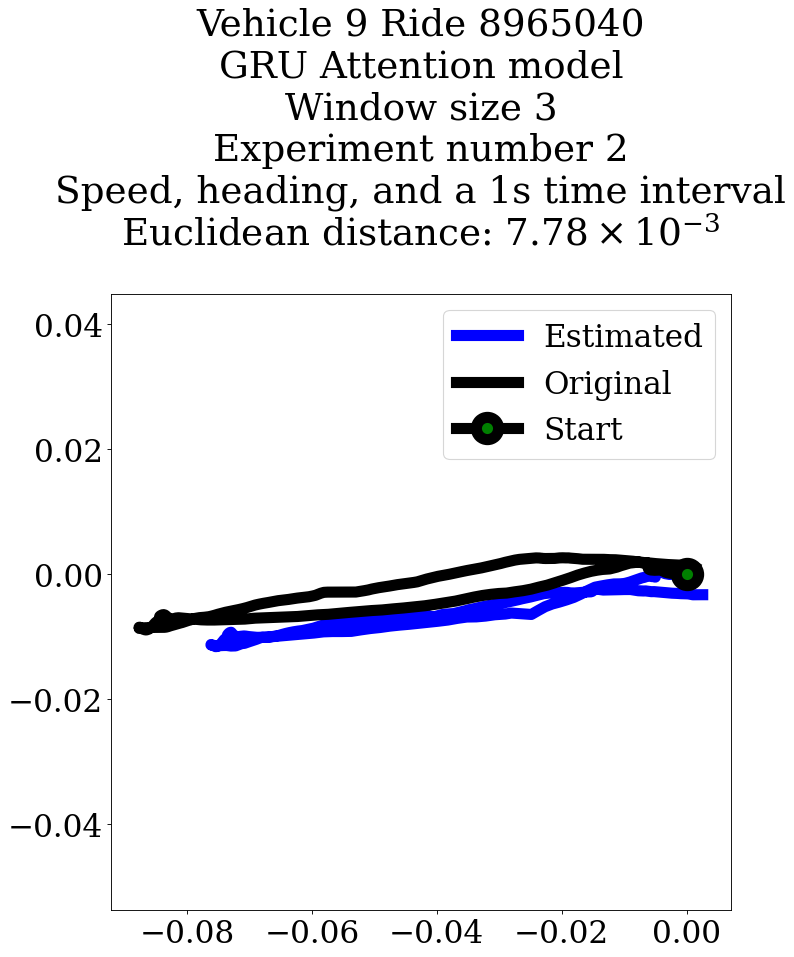 Vehicle 9 Ride 8965040
GRU Attention model
Window size 3
Experiment number 2
Speed, heading, and a 1s time interval
Euclidean distance: 7.78 × 10⁻³
Estimated
Original
Start
0.04
0.02
0.00
−0.02
−0.04
−0.08
−0.06
−0.04
−0.02
0.00